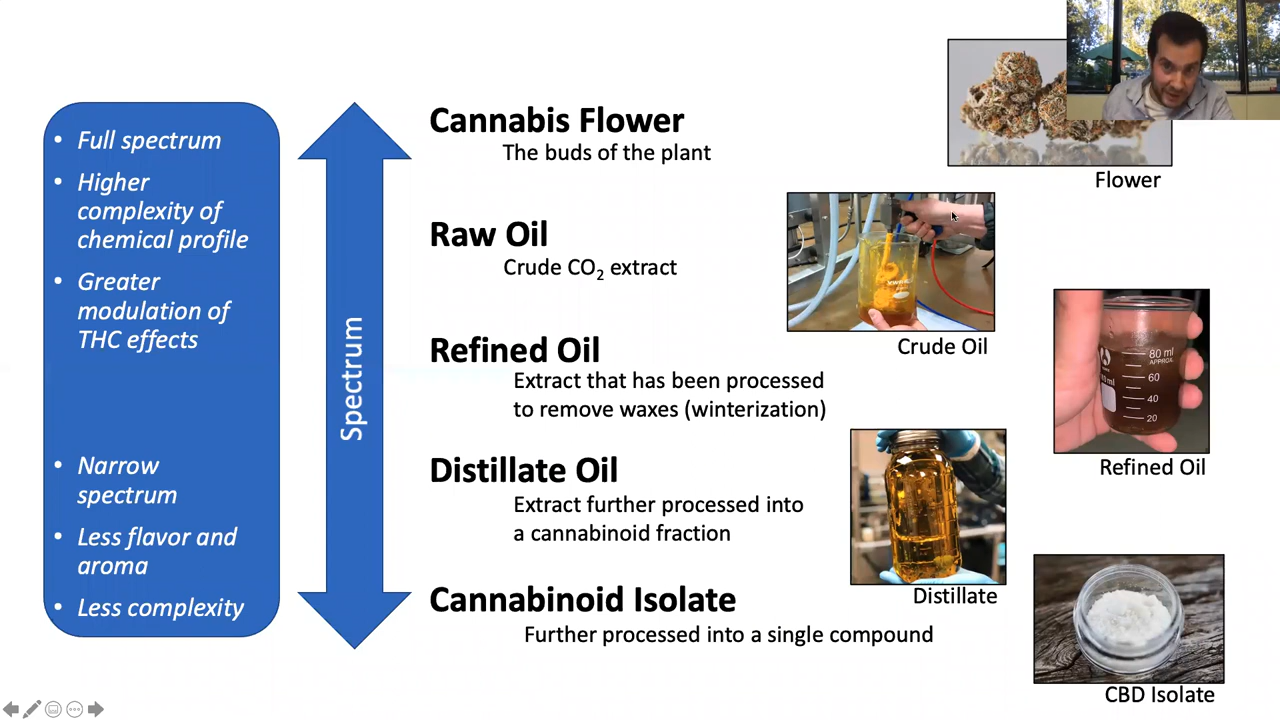 Full spectrum
Higher
complexity of
chemical profile
Greater
modulation of
THC effects
Narrow
spectrum
Less flavor and
aroma
Less complexity
Spectrum
Cannabis Flower
The buds of the plant
Raw Oil
Crude CO₂ extract
Refined Oil
Extract that has been processed
to remove waxes (winterization)
Distillate Oil
Extract further processed into
a cannabinoid fraction
Cannabinoid Isolate
Further processed into a single compound
Flower
Crude Oil
80 ml
APPROX.
60
40
20
Refined Oil
Distillate
CBD Isolate